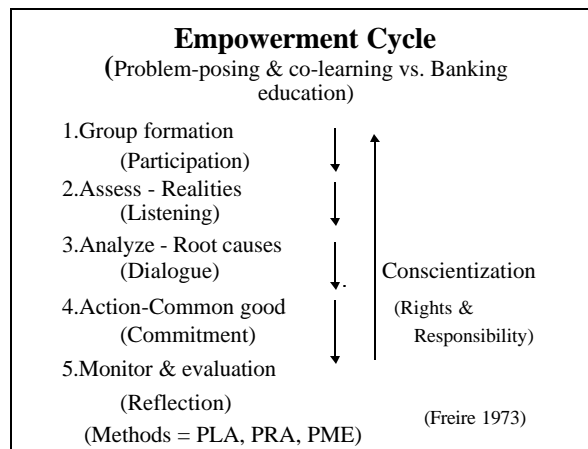 Empowerment Cycle
(Problem-posing & co-learning vs. Banking
education)
1.Group formation
(Participation)
2.Assess - Realities
(Listening)
3.Analyze - Root causes
(Dialogue)
Conscientization
4.Action-Common good
(Rights &
(Commitment)
Responsibility)
5.Monitor & evaluation
(Reflection)
(Freire 1973)
(Methods = PLA, PRA, PME)